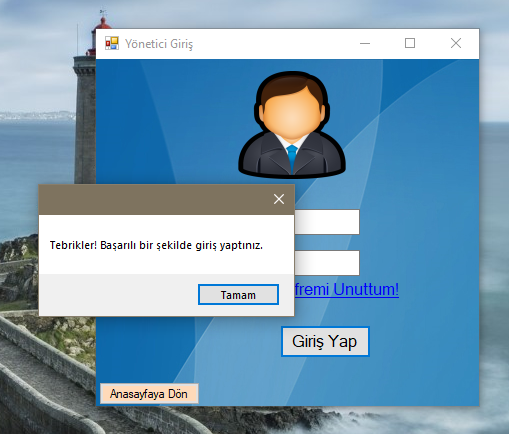 Yönetici Giriş
Tebrikler! Başarılı bir şekilde giriş yaptınız.
Tamam
fremi Unuttum!
Giriş Yap
Anasayfaya Dön